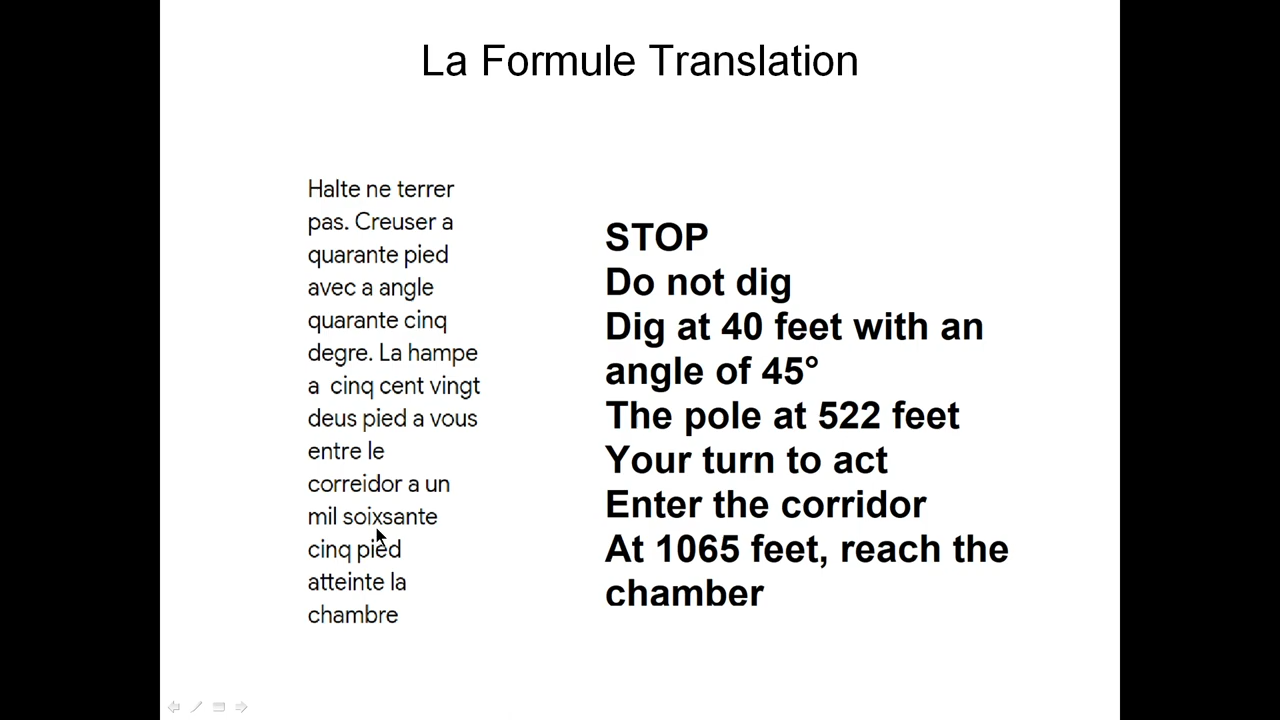 La Formule Translation
Halte ne terrer
pas. Creuser a
quarante pied
avec a angle
quarante cinq
degre. La hampe
a cinq cent vingt
deus pied a vous
entre le
correidor a un
mil soixsante
cinq pied
atteinte la
chambre
STOP
Do not dig
Dig at 40 feet with an
angle of 45°
The pole at 522 feet
Your turn to act
Enter the corridor
At 1065 feet, reach the
chamber